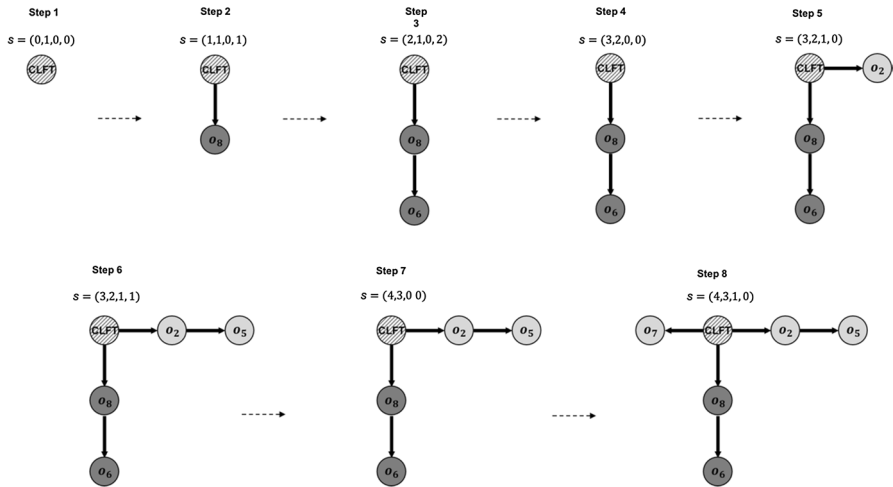 Step 1
s = (0,1,0,0)
CLFT
Step 2
s = (1,1,0,1)
CLFT
o₈
Step
3
s = (2,1,0,2)
CLFT
o₈
o₆
Step 4
s = (3,2,0,0)
CLFT
o₈
o₆
Step 5
s = (3,2,1,0)
CLFT o₂
o₈
o₆
Step 6
s = (3,2,1,1)
CLFT o₂ o₅
o₈
o₆
Step 7
s = (4,3,0 0)
CLFT o₂ o₅
o₈
o₆
Step 8
s = (4,3,1,0)
o₇ CLFT o₂ o₅
o₈
o₆